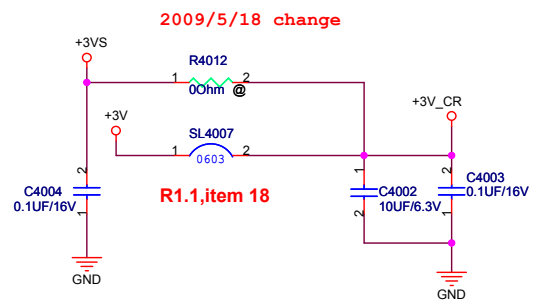 2009/5/18 change
+3VS
R4012
1 2
0Ohm @
+3V
+3V_CR
SL4007
1 2
0603
C4004
0.1UF/16V
2
1
R1.1,item 18
1
2
C4002
10UF/6.3V
C4003
0.1UF/16V
2
1
GND
GND